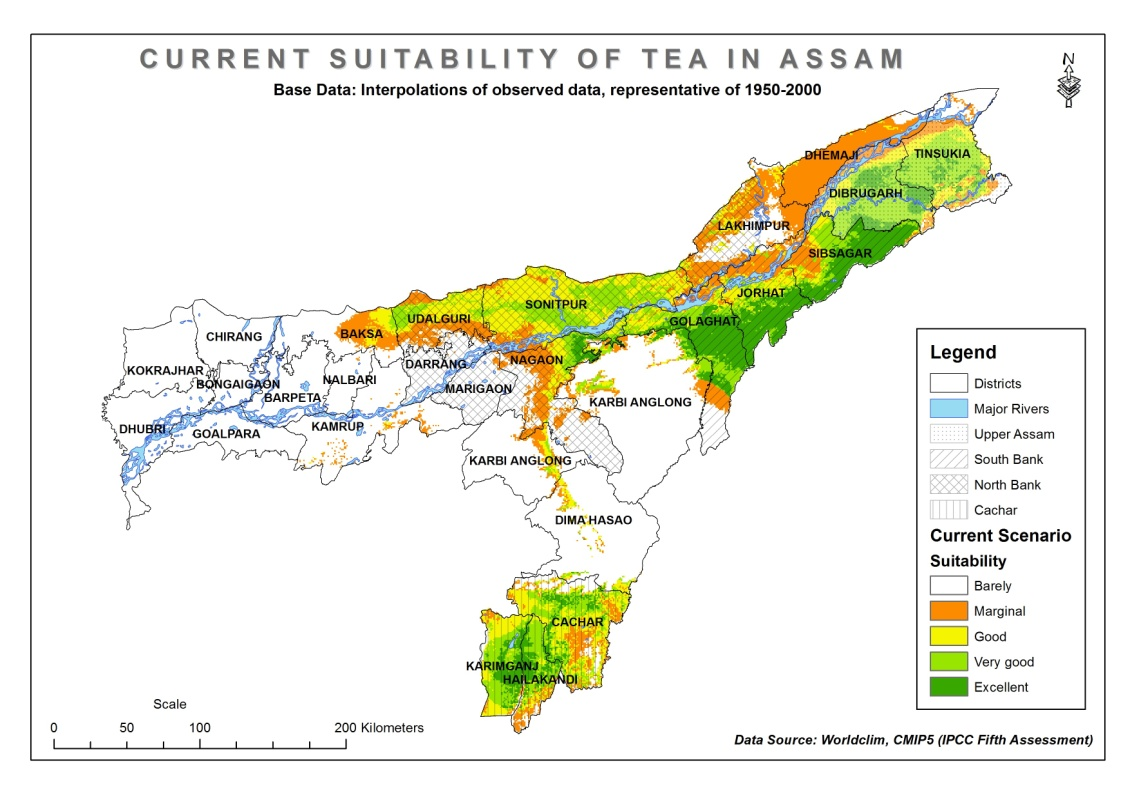 CURRENT SUITABILITY OF TEA IN ASSAM
Base Data: Interpolations of observed data, representative of 1950-2000
N
DHEMAJI
TINSUKIA
DIBRUGARH
LAKHIMPUR
SIBSAGAR
JORHAT
SONITPUR
UDALGURI
GOLAGHAT
BAKSA
CHIRANG
NAGAON
DARRANG
KOKRAJHAR
NALBARI
BONGAIGAON
MARIGAON
BARPETA
KARBI ANGLONG
DHUBRI
GOALPARA
KAMRUP
KARBI ANGLONG
DIMA HASAO
CACHAR
KARIMGANJ
HAILAKANDI
Legend
Districts
Major Rivers
Upper Assam
South Bank
North Bank
Cachar
Current Scenario
Suitability
Barely
Marginal
Good
Very good
Excellent
Scale
0 50 100 200 Kilometers
Data Source: Worldclim, CMIP5 (IPCC Fifth Assessment)